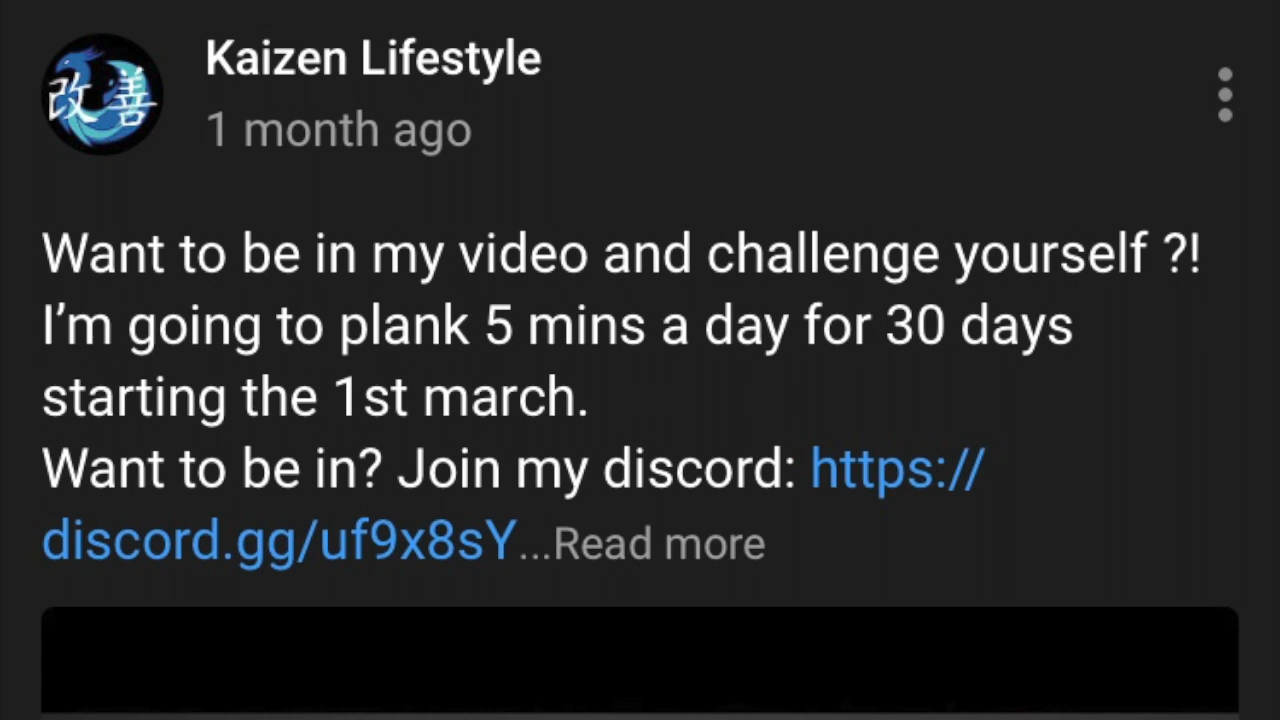 改善
Kaizen Lifestyle
1 month ago
Want to be in my video and challenge yourself ?!
I’m going to plank 5 mins a day for 30 days
starting the 1st march.
Want to be in? Join my discord: https://
discord.gg/uf9x8sY...Read more